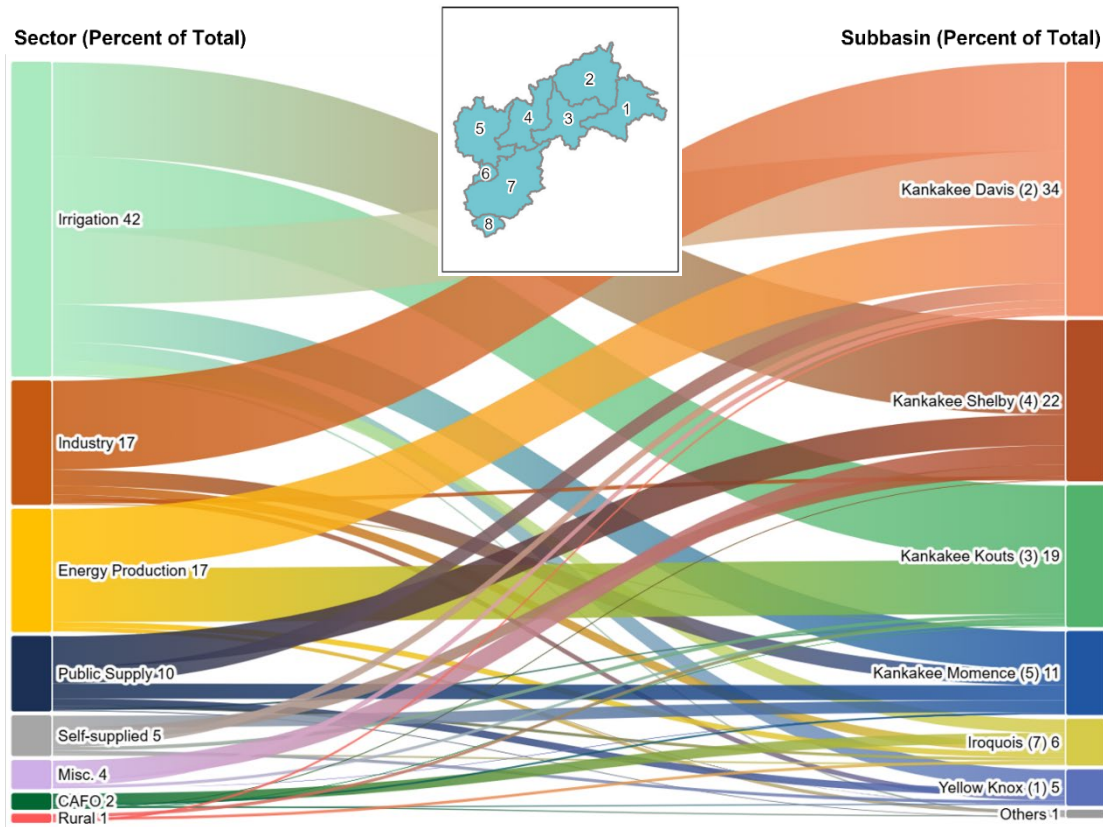 Sector (Percent of Total)
Subbasin (Percent of Total)
2
1
3
4
5
6
7
8
Irrigation 42
Industry 17
Energy Production 17
Public Supply 10
Self-supplied 5
Misc. 4
CAFO 2
Rural 1
Kankakee Davis (2) 34
Kankakee Shelby (4) 22
Kankakee Kouts (3) 19
Kankakee Momence (5) 11
Iroquois (7) 6
Yellow Knox (1) 5
Others 1